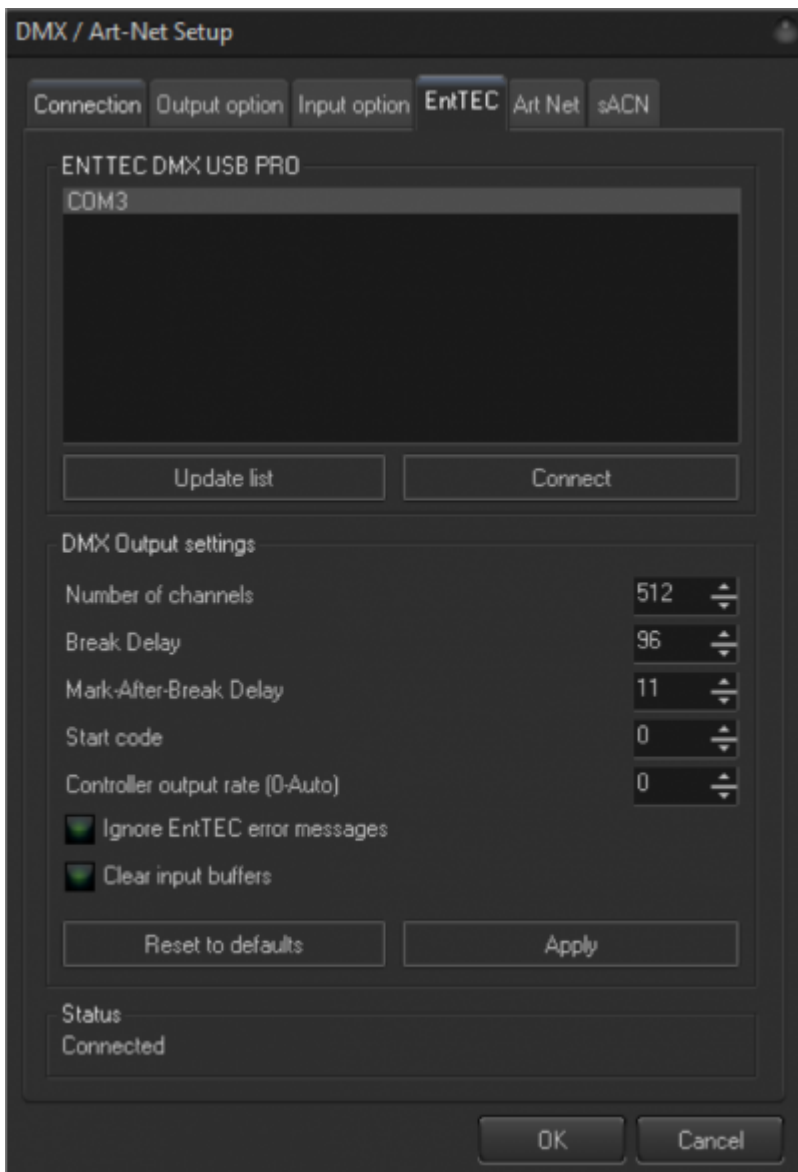 DMX / Art-Net Setup
Connection Output option Input option EntTEC Art Net sACN
ENTTEC DMX USB PRO
COM3
Update list Connect
DMX Output settings
Number of channels 512
Break Delay 96
Mark-After-Break Delay 11
Start code 0
Controller output rate (0-Auto) 0
Ignore EntTEC error messages
Clear input buffers
Reset to defaults Apply
Status
Connected
OK Cancel